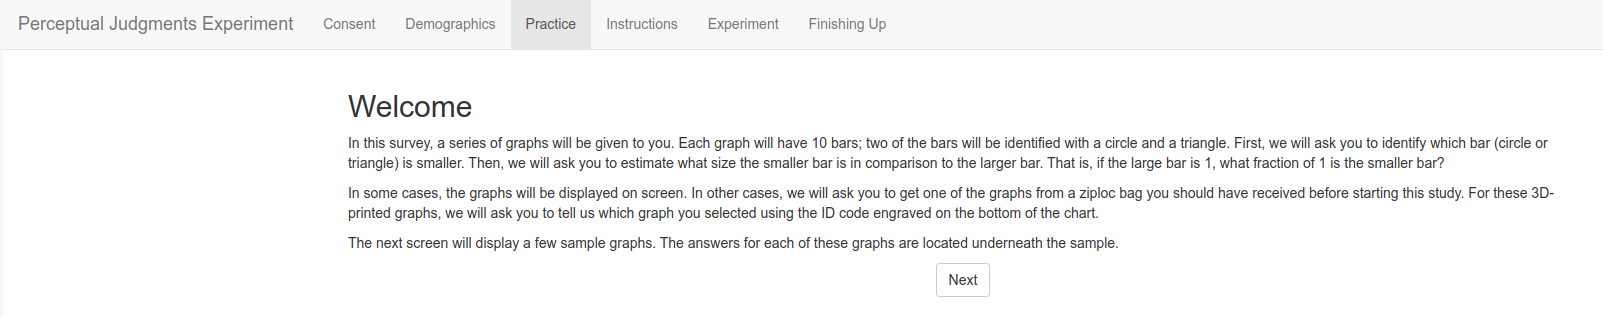 Perceptual Judgments Experiment Consent Demographics Practice Instructions Experiment Finishing Up
Welcome
In this survey, a series of graphs will be given to you. Each graph will have 10 bars; two of the bars will be identified with a circle and a triangle. First, we will ask you to identify which bar (circle or
triangle) is smaller. Then, we will ask you to estimate what size the smaller bar is in comparison to the larger bar. That is, if the large bar is 1, what fraction of 1 is the smaller bar?
In some cases, the graphs will be displayed on screen. In other cases, we will ask you to get one of the graphs from a ziploc bag you should have received before starting this study. For these 3D-
printed graphs, we will ask you to tell us which graph you selected using the ID code engraved on the bottom of the chart.
The next screen will display a few sample graphs. The answers for each of these graphs are located underneath the sample.
Next